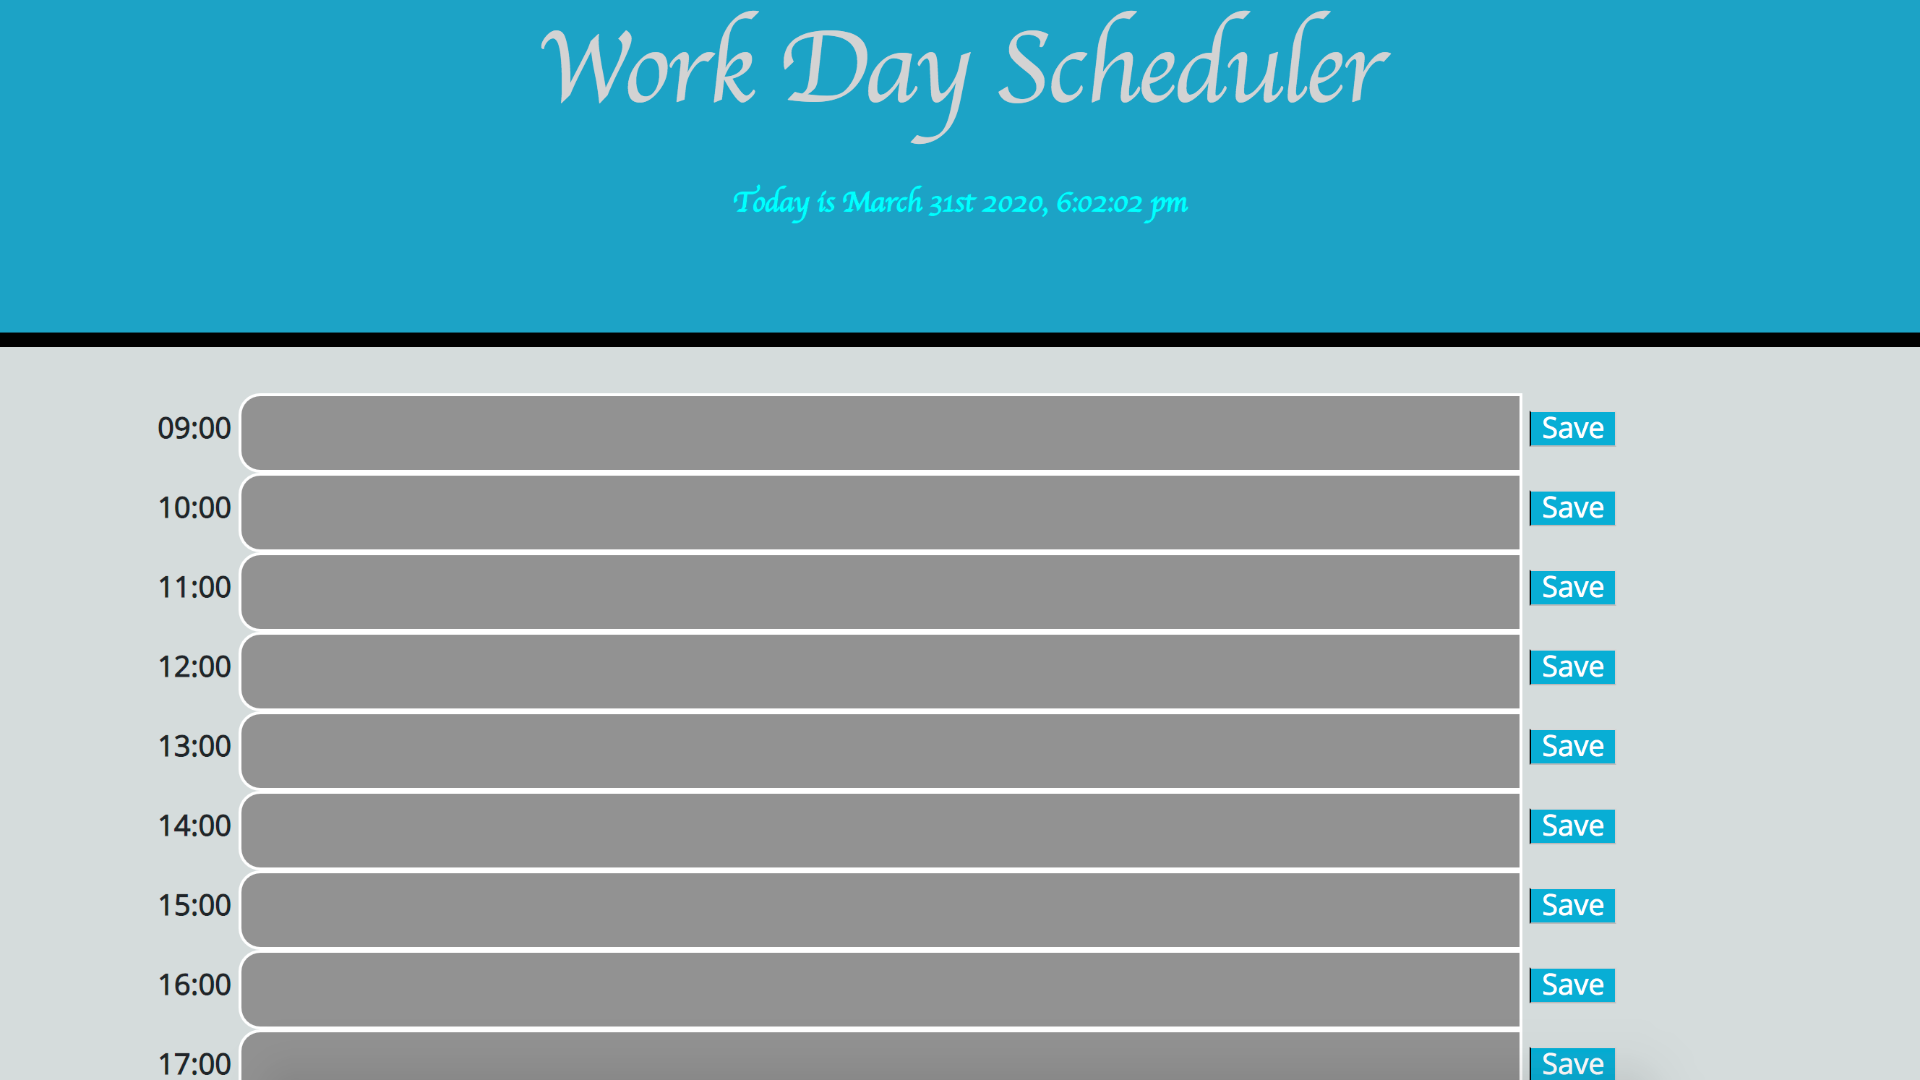 Work Day Scheduler
Today is March 31st 2020, 6:02:02 pm
09:00 Save
10:00 Save
11:00 Save
12:00 Save
13:00 Save
14:00 Save
15:00 Save
16:00 Save
17:00 Save